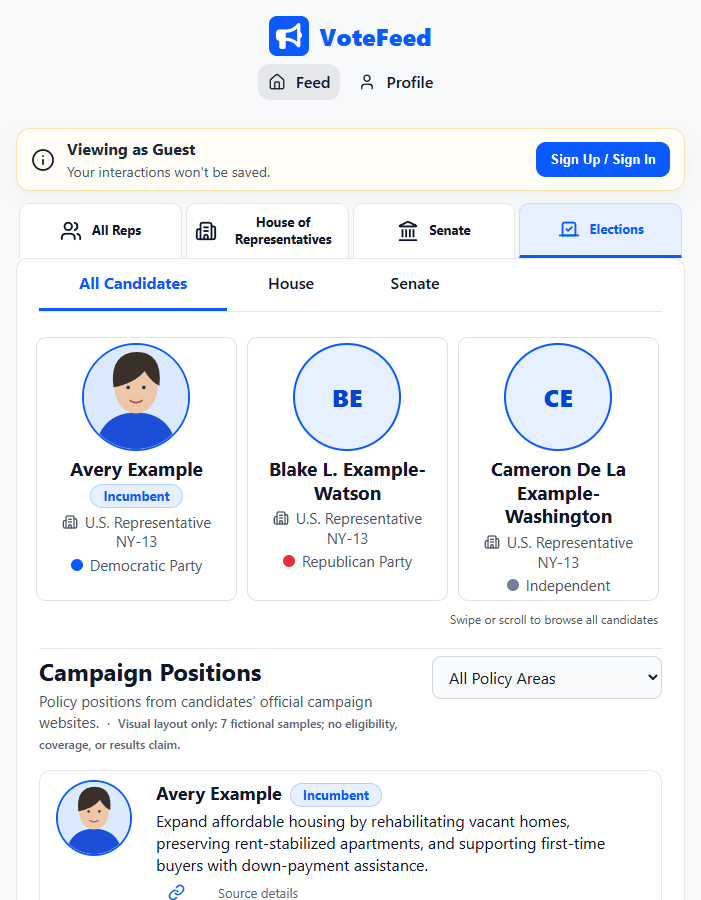 VoteFeed
Feed
Profile
Viewing as Guest
Your interactions won't be saved.
Sign Up / Sign In
All Reps
House of
Representatives
Senate
Elections
All Candidates
House
Senate
Avery Example
Incumbent
U.S. Representative
NY-13
Democratic Party
BE
Blake L. Example-
Watson
U.S. Representative
NY-13
Republican Party
CE
Cameron De La
Example-
Washington
U.S. Representative
NY-13
Independent
Swipe or scroll to browse all candidates
Campaign Positions
All Policy Areas
Policy positions from candidates’ official campaign
websites. · Visual layout only: 7 fictional samples; no eligibility,
coverage, or results claim.
Avery Example Incumbent
Expand affordable housing by rehabilitating vacant homes,
preserving rent-stabilized apartments, and supporting first-time
buyers with down-payment assistance.
Source details